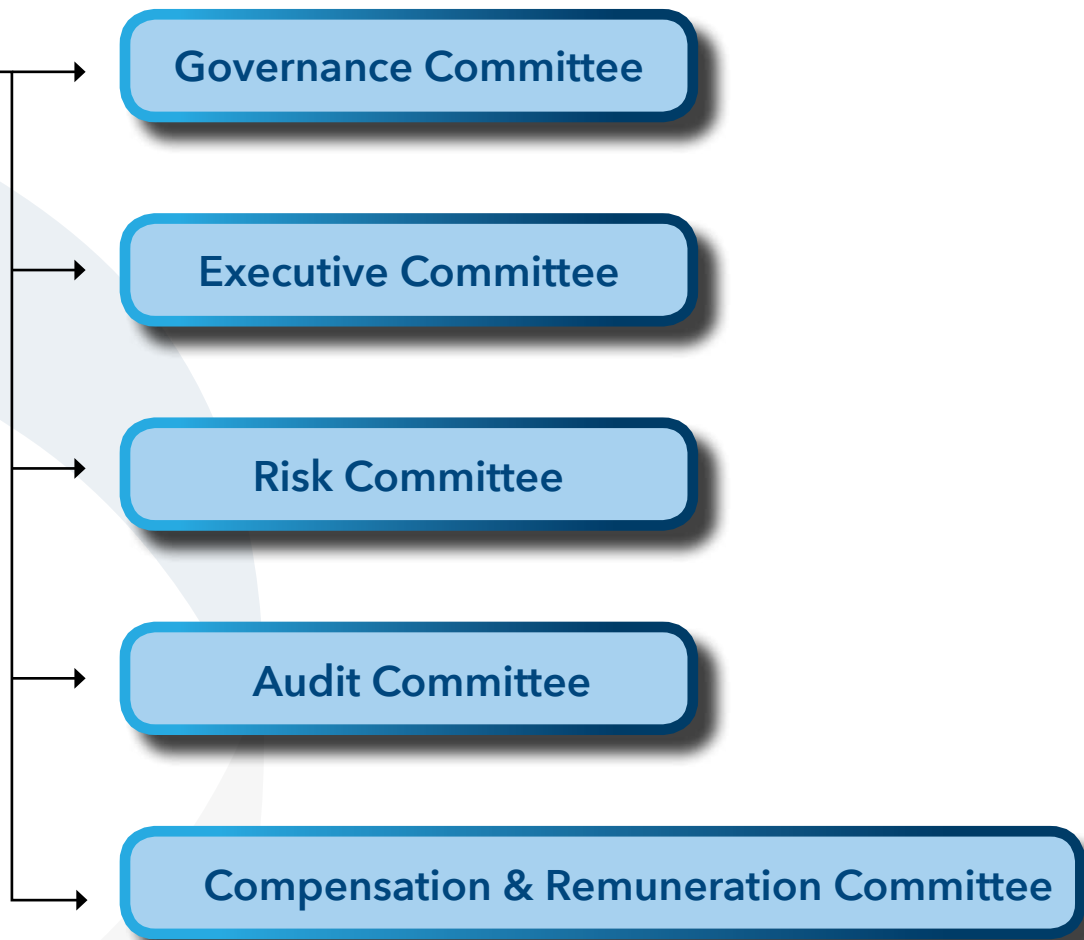 Governance Committee
Executive Committee
Risk Committee
Audit Committee
Compensation & Remuneration Committee